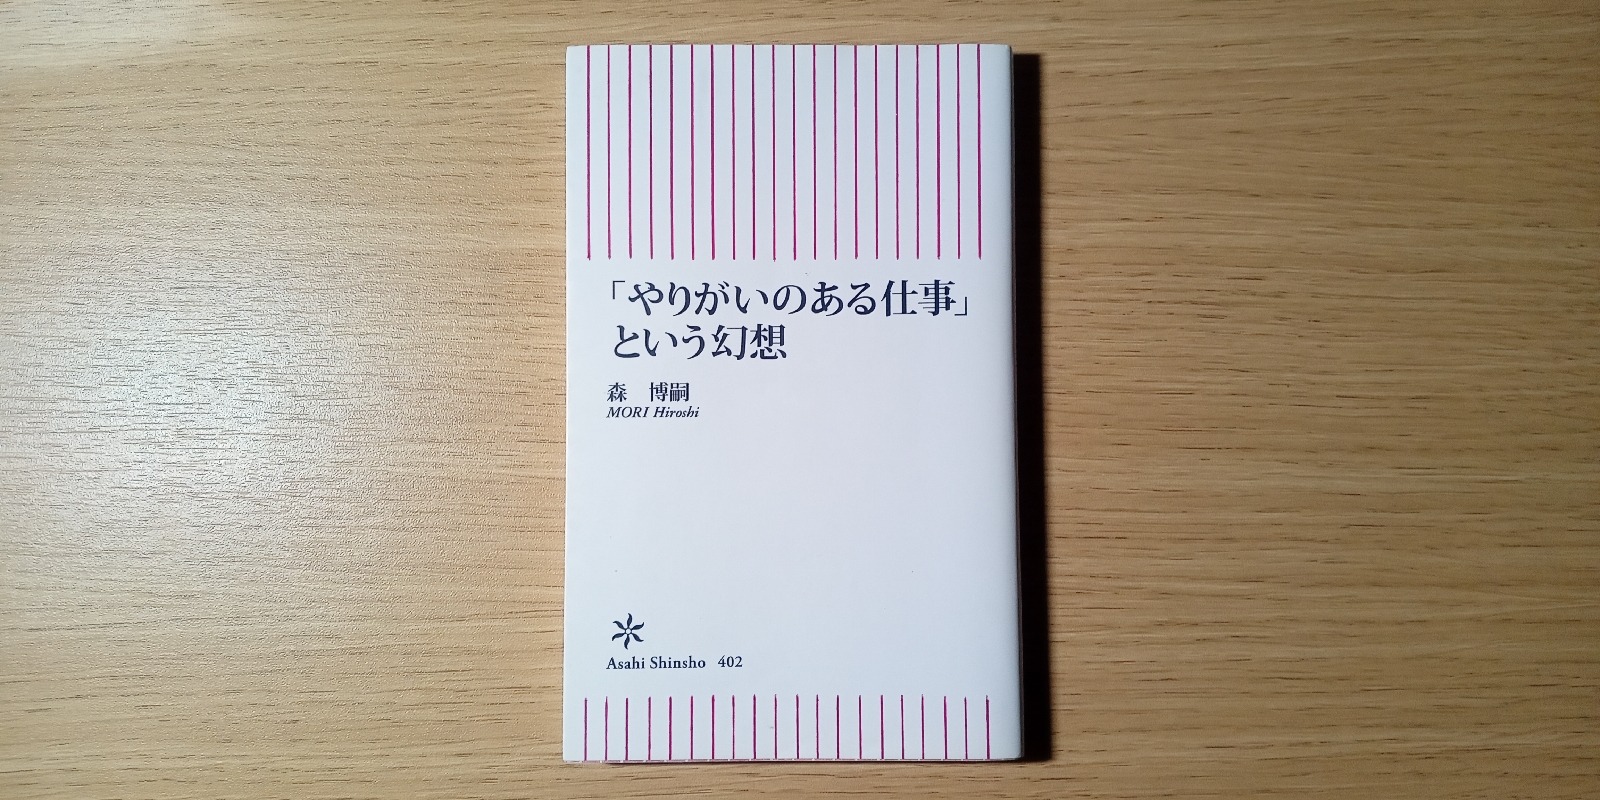 「やりがいのある仕事」
という幻想
森　博嗣
MORI Hiroshi
Asahi Shinsho 402